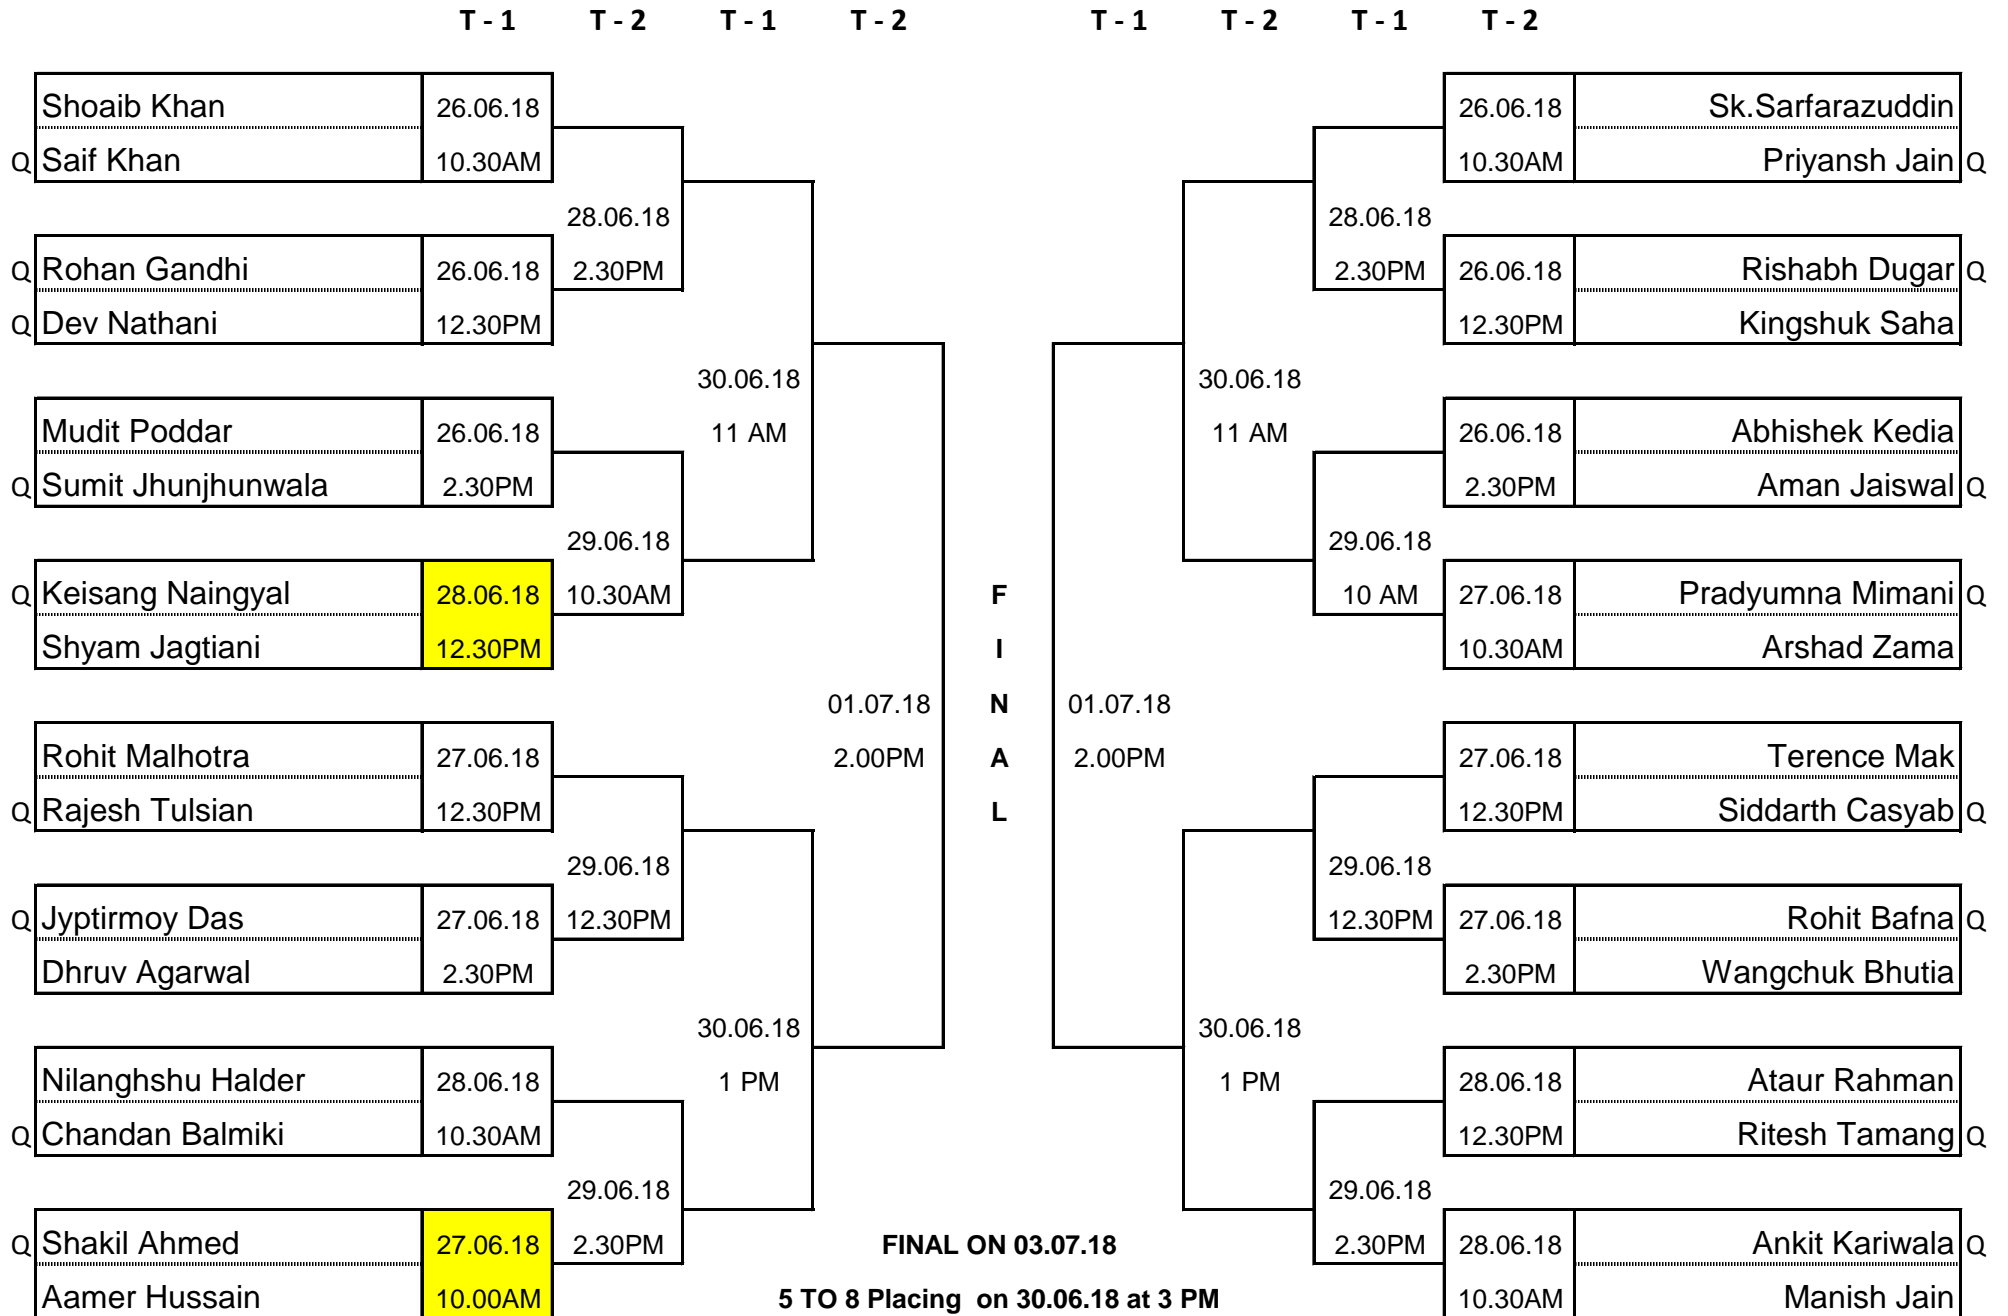 T - 1 T - 2 T - 1 T - 2 T - 1 T - 2 T - 1 T - 2
Shoaib Khan 26.06.18 26.06.18 Sk.Sarfarazuddin
Q Saif Khan 10.30AM 10.30AM Priyansh Jain Q
28.06.18 28.06.18
Q Rohan Gandhi 26.06.18 2.30PM 2.30PM 26.06.18 Rishabh Dugar Q
Q Dev Nathani 12.30PM 12.30PM Kingshuk Saha
30.06.18 30.06.18
Mudit Poddar 26.06.18 11 AM 11 AM 26.06.18 Abhishek Kedia
Q Sumit Jhunjhunwala 2.30PM 2.30PM Aman Jaiswal Q
29.06.18 29.06.18
Q Keisang Naingyal 28.06.18 10.30AM F 10 AM 27.06.18 Pradyumna Mimani Q
Shyam Jagtiani 12.30PM I 10.30AM Arshad Zama
01.07.18 N 01.07.18
Rohit Malhotra 27.06.18 2.00PM A 2.00PM 27.06.18 Terence Mak
Q Rajesh Tulsian 12.30PM L 12.30PM Siddarth Casyab Q
29.06.18 29.06.18
Q Jyptirmoy Das 27.06.18 12.30PM 12.30PM 27.06.18 Rohit Bafna Q
Dhruv Agarwal 2.30PM 2.30PM Wangchuk Bhutia
30.06.18 30.06.18
Nilanghshu Halder 28.06.18 1 PM 1 PM 28.06.18 Ataur Rahman
Q Chandan Balmiki 10.30AM 12.30PM Ritesh Tamang Q
29.06.18 29.06.18
Q Shakil Ahmed 27.06.18 2.30PM FINAL ON 03.07.18 2.30PM 28.06.18 Ankit Kariwala Q
Aamer Hussain 10.00AM 5 TO 8 Placing on 30.06.18 at 3 PM 10.30AM Manish Jain